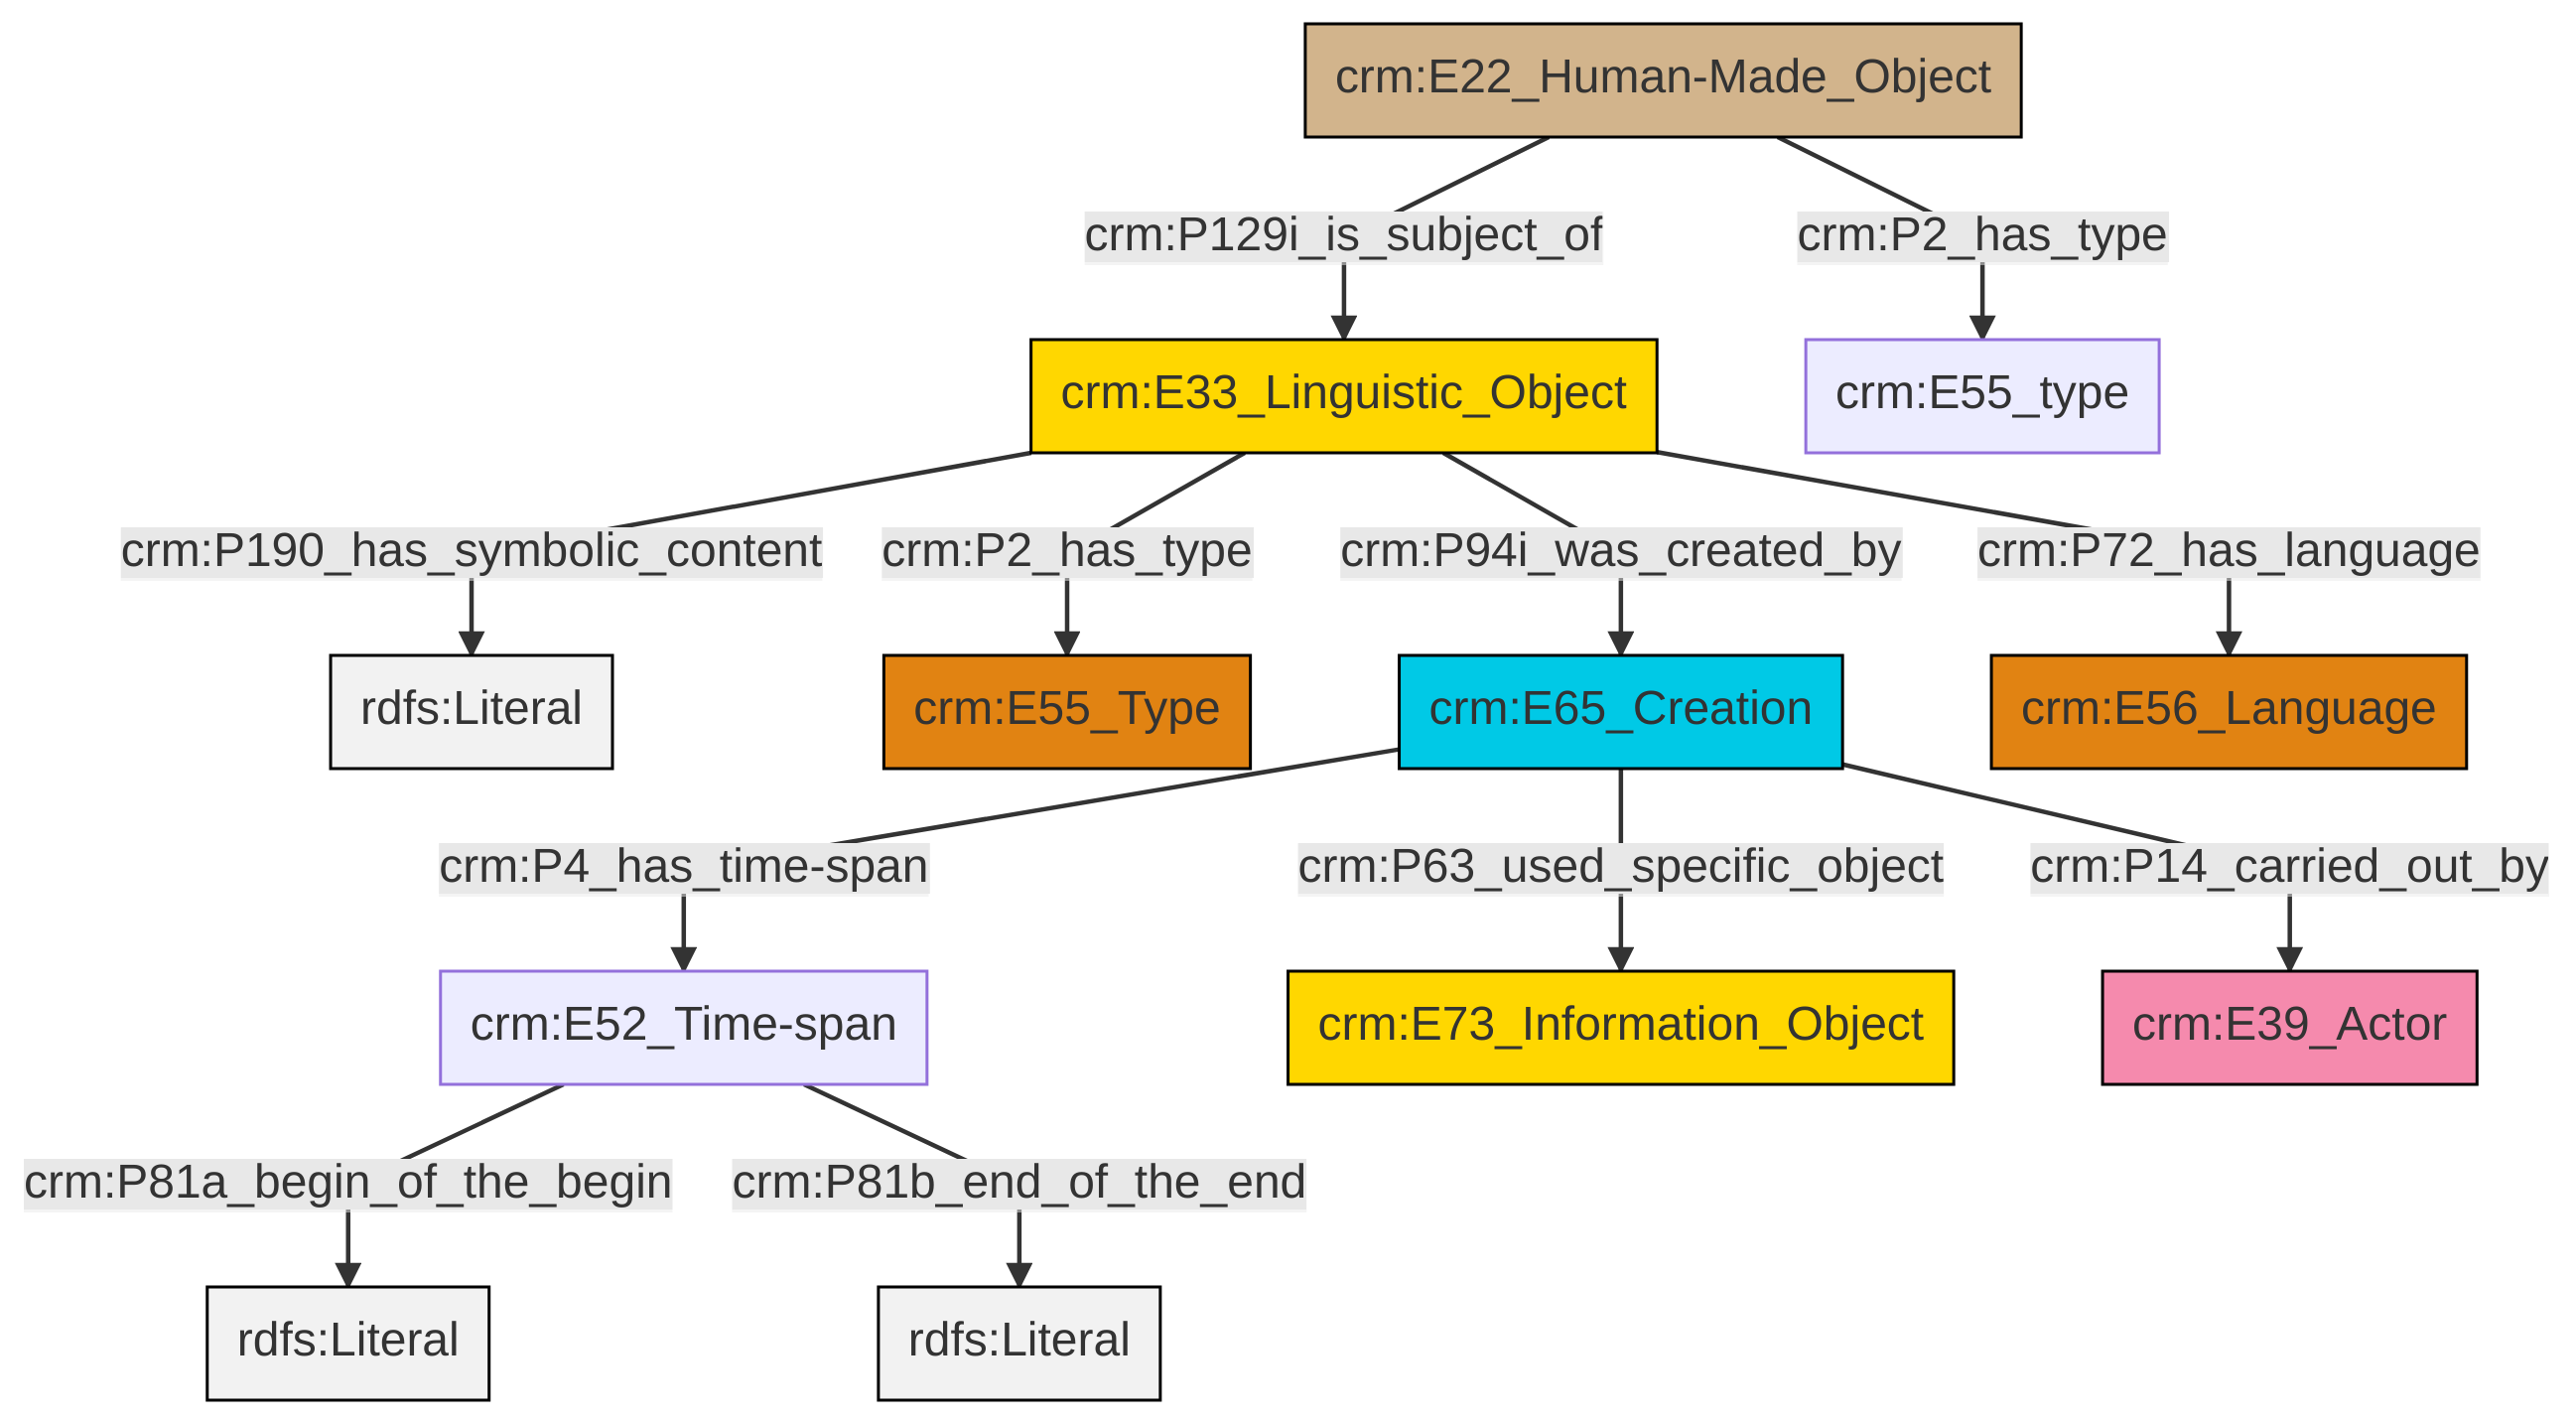 crm:E22_Human-Made_Object
crm:P129i_is_subject_of
crm:P2_has_type
crm:E33_Linguistic_Object
crm:E55_type
crm:P190_has_symbolic_content
crm:P2_has_type
crm:P94i_was_created_by
crm:P72_has_language
rdfs:Literal
crm:E55_Type
crm:E65_Creation
crm:E56_Language
crm:P4_has_time-span
crm:P63_used_specific_object
crm:P14_carried_out_by
crm:E52_Time-span
crm:E73_Information_Object
crm:E39_Actor
crm:P81a_begin_of_the_begin
crm:P81b_end_of_the_end
rdfs:Literal
rdfs:Literal